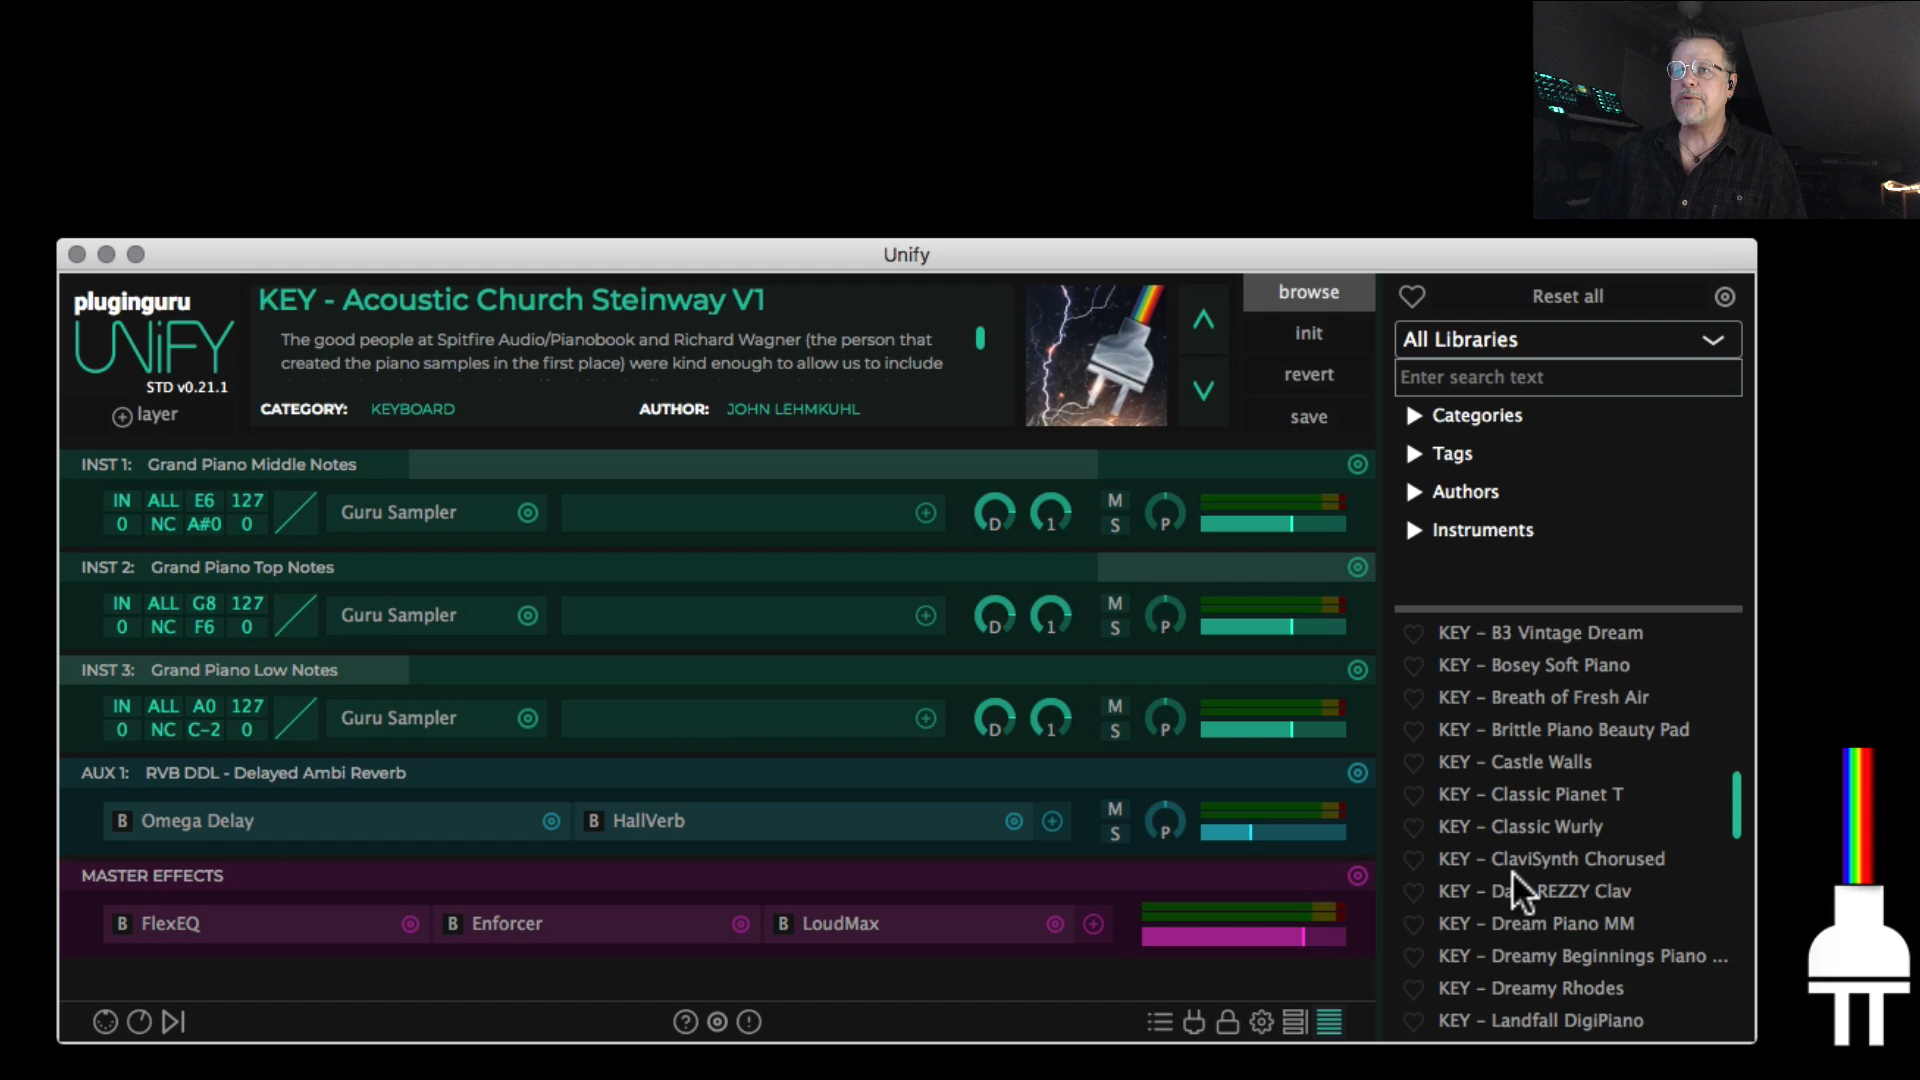 Unify
pluginguru
UNiFY
STD v0.21.1
layer
KEY - Acoustic Church Steinway V1
The good people at Spitfire Audio/Pianobook and Richard Wagner (the person that
created the piano samples in the first place) were kind enough to allow us to include
CATEGORY: KEYBOARD AUTHOR: JOHN LEHMKUHL
browse
init
revert
save
INST 1: Grand Piano Middle Notes
IN ALL E6 127
0 NC A#0 0
Guru Sampler
D 1 M S P
INST 2: Grand Piano Top Notes
IN ALL G8 127
0 NC F6 0
Guru Sampler
D 1 M S P
INST 3: Grand Piano Low Notes
IN ALL A0 127
0 NC C-2 0
Guru Sampler
D 1 M S P
AUX 1: RVB DDL - Delayed Ambi Reverb
B Omega Delay B HallVerb M S P
MASTER EFFECTS
B FlexEQ B Enforcer B LoudMax
Reset all
All Libraries
Enter search text
Categories
Tags
Authors
Instruments
KEY - B3 Vintage Dream
KEY - Bosey Soft Piano
KEY - Breath of Fresh Air
KEY - Brittle Piano Beauty Pad
KEY - Castle Walls
KEY - Classic Pianet T
KEY - Classic Wurly
KEY - ClaviSynth Chorused
KEY - REZZY Clav
KEY - Dream Piano MM
KEY - Dreamy Beginnings Piano ...
KEY - Dreamy Rhodes
KEY - Landfall DigiPiano